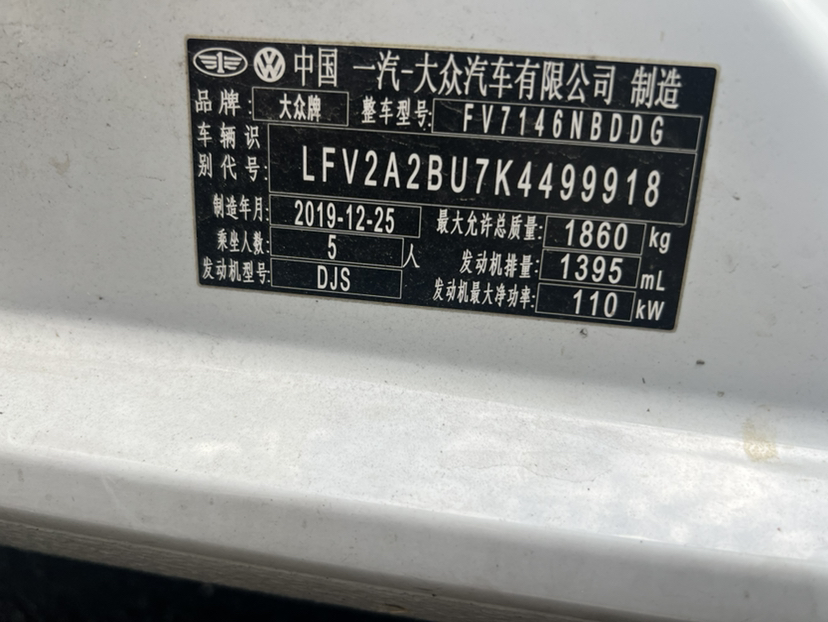 中国 一汽-大众汽车有限公司 制造
品牌: 大众牌 整车型号: FV7146NBDDG
车辆识
别代号: LFV2A2BU7K4499918
制造年月: 2019-12-25 最大允许总质量: 1860 kg
乘坐人数: 5 人 发动机排量: 1395 mL
发动机型号: DJS 发动机最大净功率: 110 kW